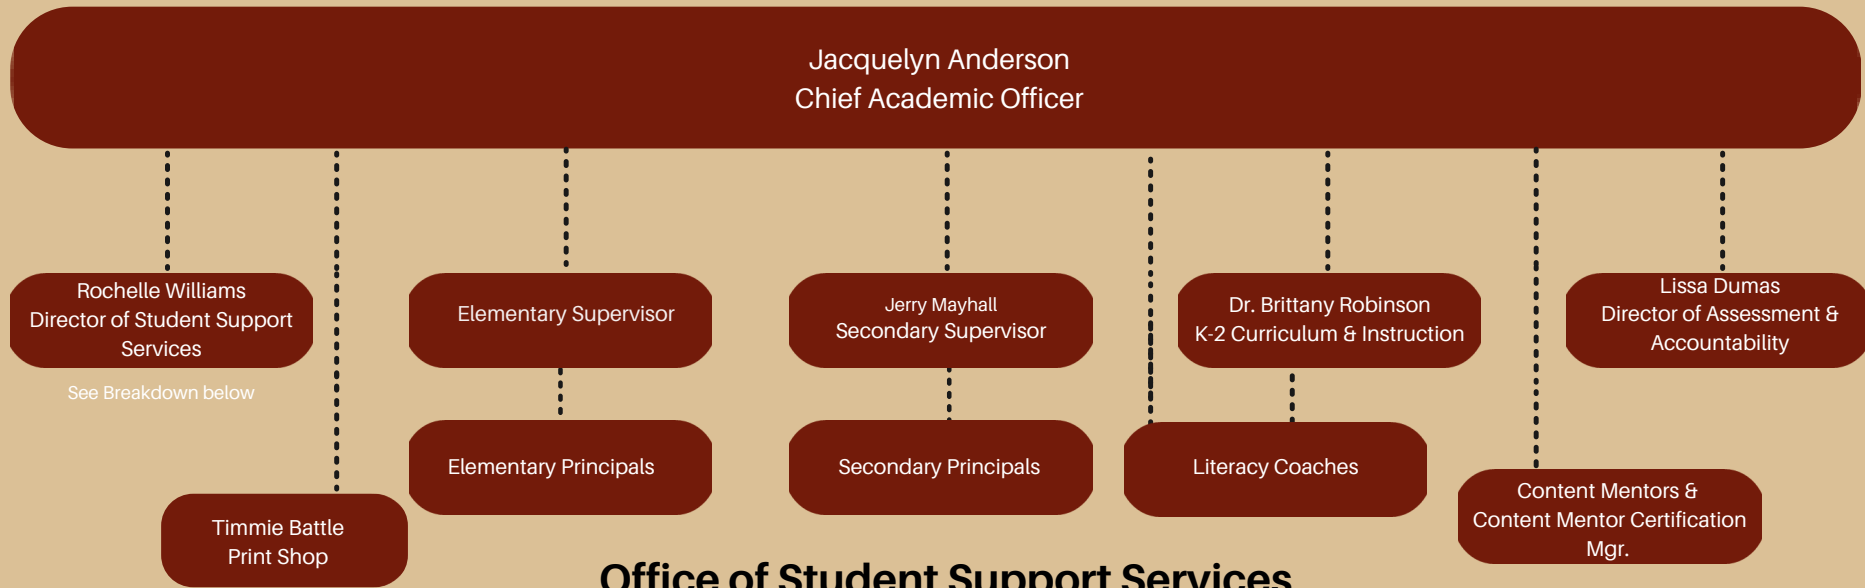 Jacquelyn Anderson
Chief Academic Officer
Rochelle Williams
Director of Student Support
Services
See Breakdown below
Elementary Supervisor
Jerry Mayhall
Secondary Supervisor
Dr. Brittany Robinson
K-2 Curriculum & Instruction
Lissa Dumas
Director of Assessment &
Accountability
Elementary Principals
Secondary Principals
Literacy Coaches
Timmie Battle
Print Shop
Content Mentors &
Content Mentor Certification
Mgr.
Office of Student Support Services